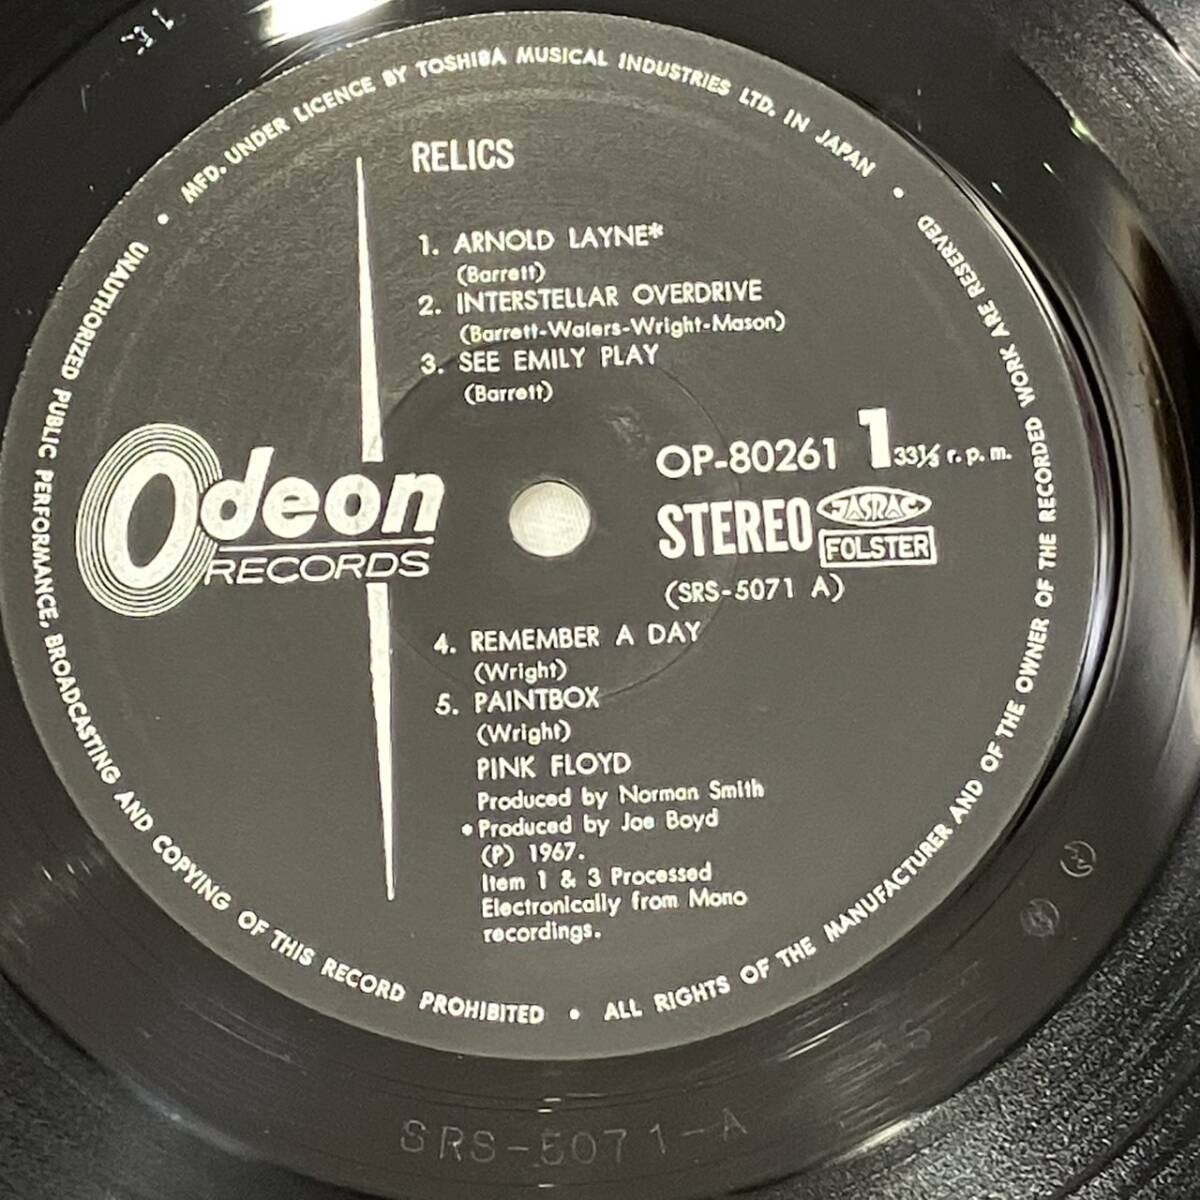 MFD. UNDER LICENCE BY TOSHIBA MUSICAL INDUSTRIES LTD. IN JAPAN •
RELICS
1. ARNOLD LAYNE*
(Barrett)
2. INTERSTELLAR OVERDRIVE
(Barrett-Waters-Wright-Mason)
3. SEE EMILY PLAY
(Barrett)
Odeon
RECORDS
OP-80261 1 33⅓ r.p.m.
STEREO JASRAC
FOLSTER
(SRS-5071 A)
4. REMEMBER A DAY
(Wright)
5. PAINTBOX
(Wright)
PINK FLOYD
Produced by Norman Smith
*Produced by Joe Boyd
(P) 1967.
Item 1 & 3 Processed
Electronically from Mono
recordings.
ALL RIGHTS OF THE MANUFACTURER AND OF THE OWNER OF THE RECORDED WORK ARE RESERVED
UNAUTHORIZED PUBLIC PERFORMANCE, BROADCASTING AND COPYING OF THIS RECORD PROHIBITED •
SRS-5071-A